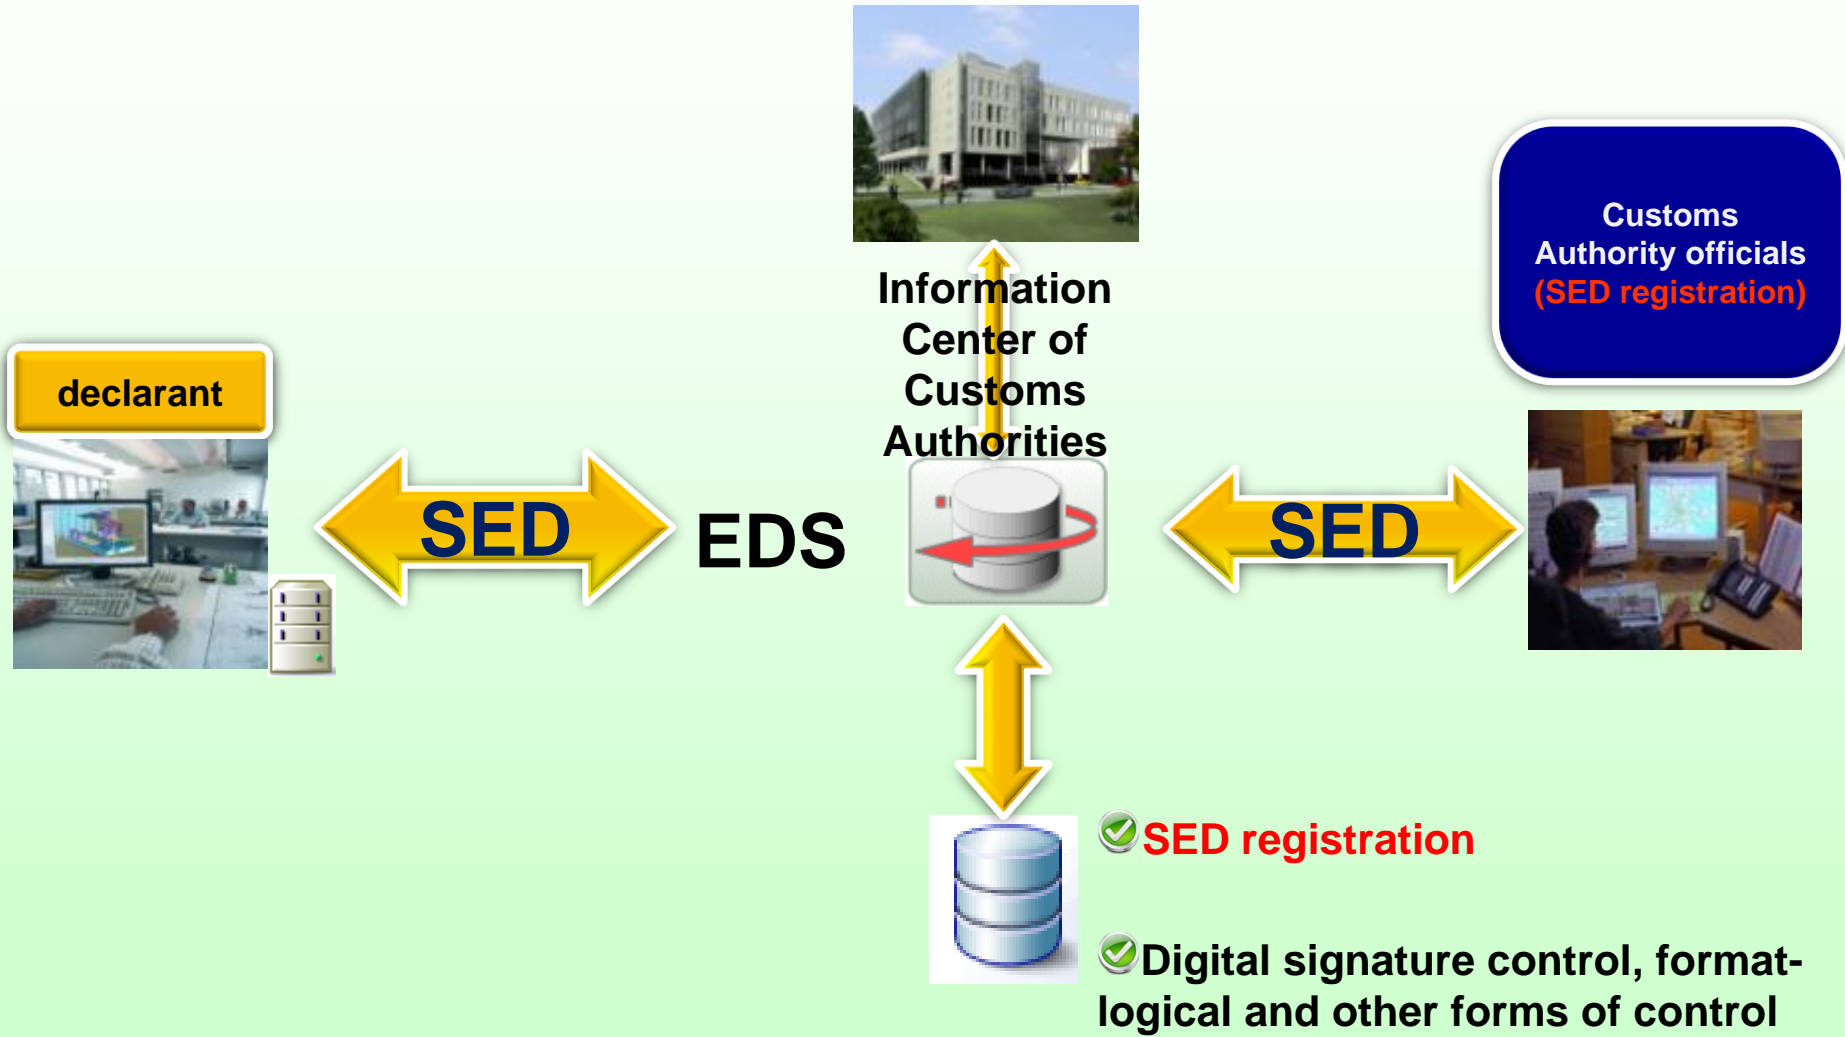 Information
Center of
Customs
Authorities
Customs
Authority officials
(SED registration)
declarant
SED
EDS
SED
SED registration
Digital signature control, format-
logical and other forms of control